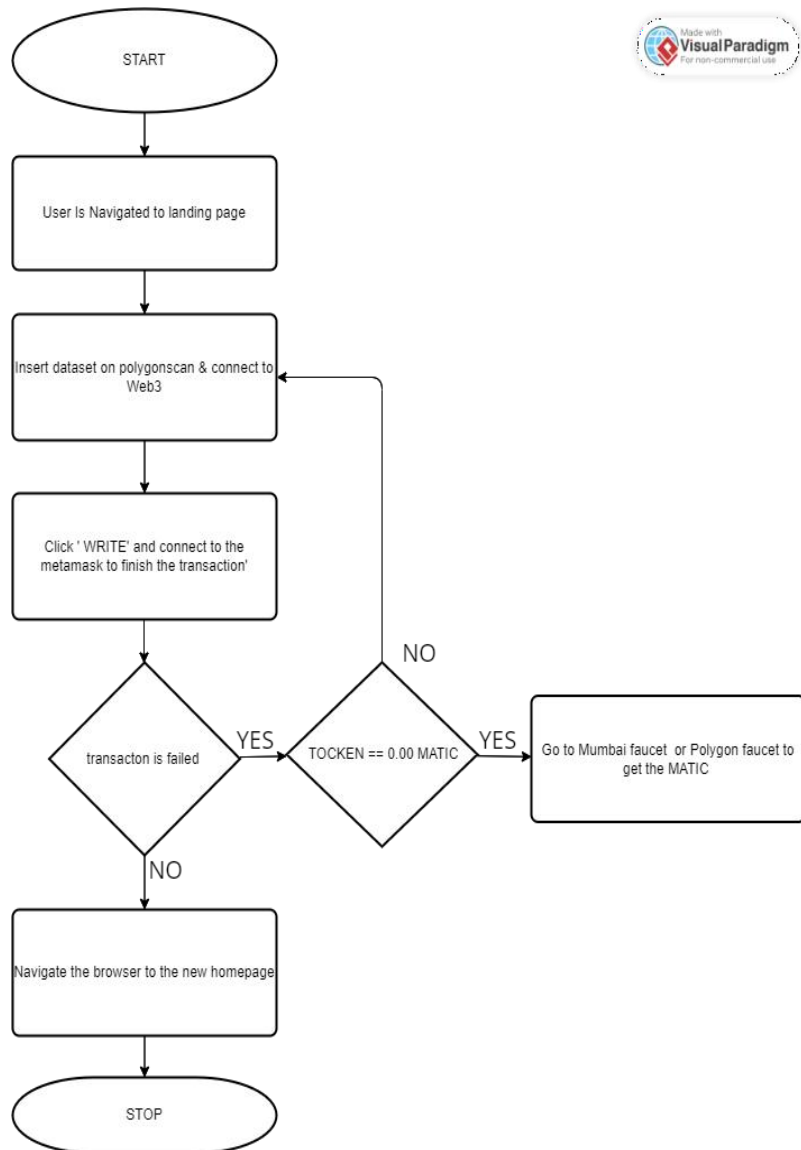 START
Made with
Visual Paradigm
For non-commercial use
User Is Navigated to landing page
Insert dataset on polygonscan & connect to
Web3
Click ' WRITE' and connect to the
metamask to finish the transaction'
NO
transacton is failed
YES
TOCKEN == 0.00 MATIC
YES
Go to Mumbai faucet or Polygon faucet to
get the MATIC
NO
Navigate the browser to the new homepage
STOP